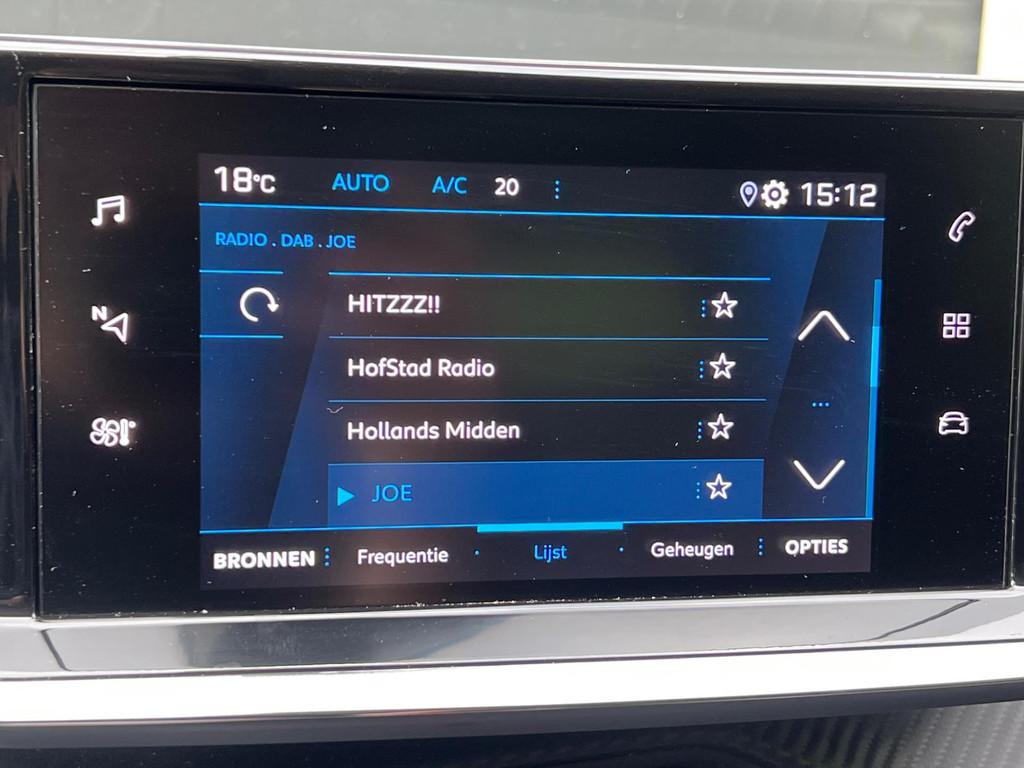 18°C AUTO A/C 20 15:12
RADIO . DAB . JOE
HITZZZ!!
N
HofStad Radio
Hollands Midden
JOE
BRONNEN Frequentie Lijst Geheugen OPTIES